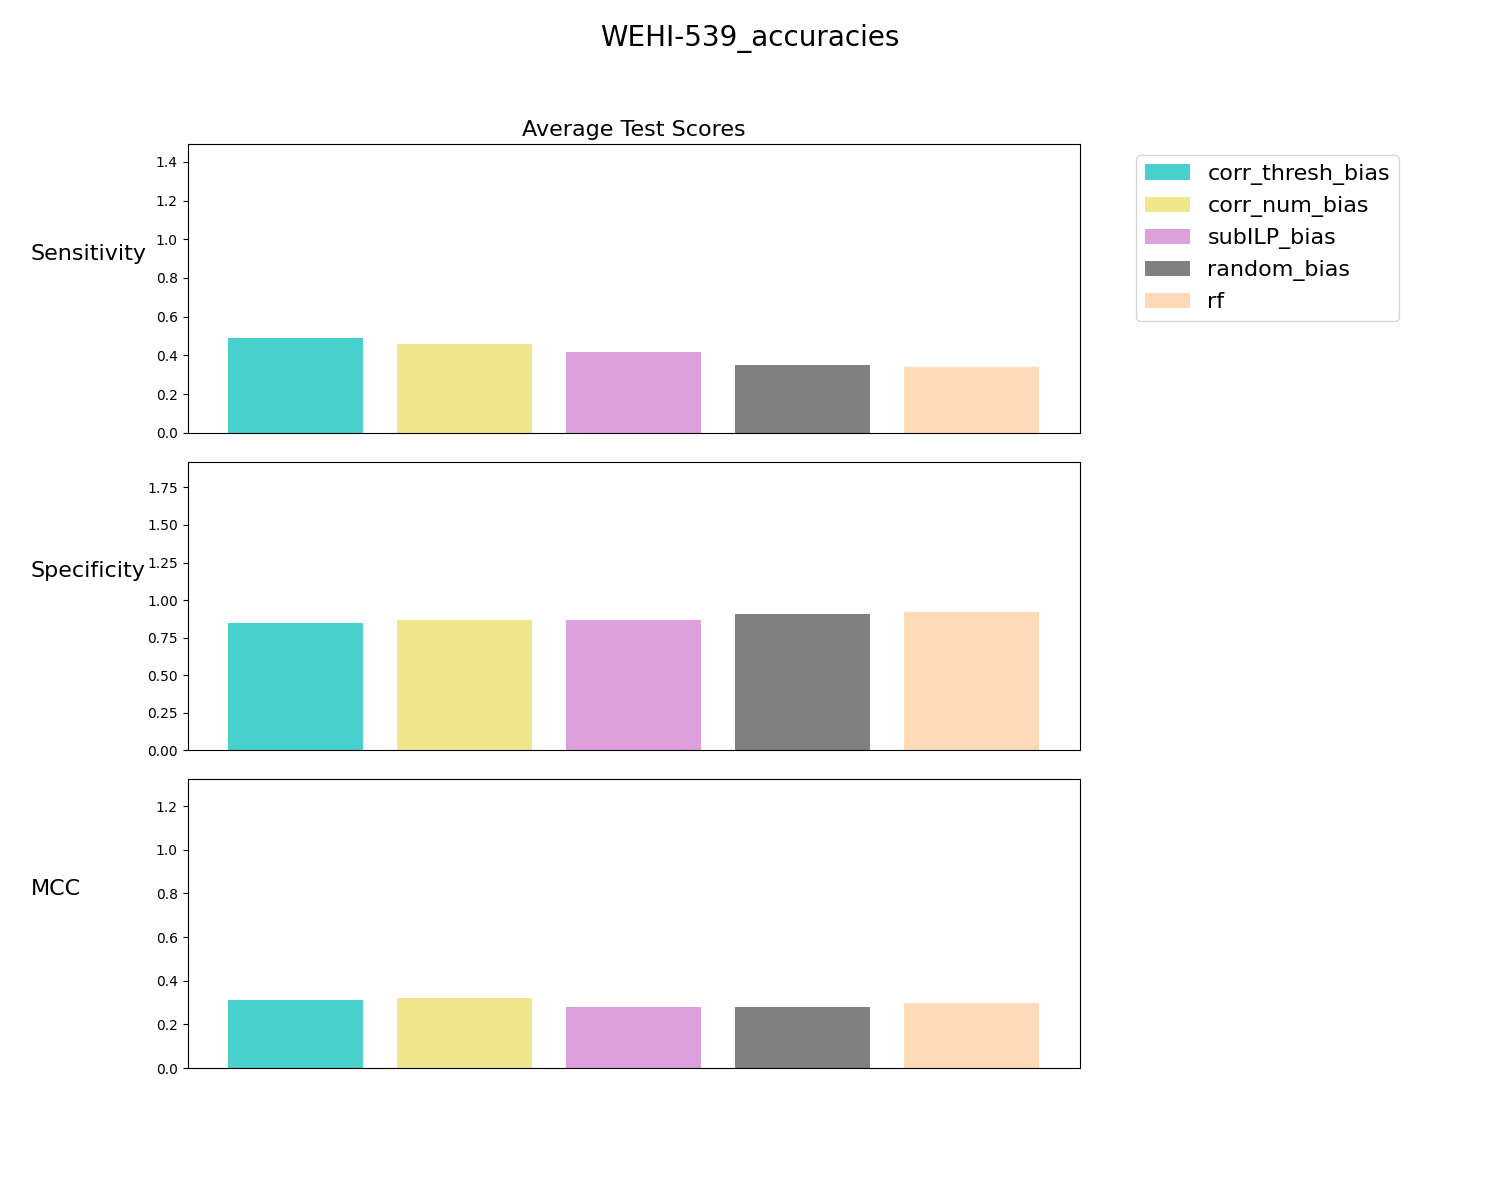 WEHI-539_accuracies
Average Test Scores
Sensitivity
1.4
1.2
1.0
0.8
0.6
0.4
0.2
0.0
corr_thresh_bias
corr_num_bias
subILP_bias
random_bias
rf
Specificity
1.75
1.50
1.25
1.00
0.75
0.50
0.25
0.00
MCC
1.2
1.0
0.8
0.6
0.4
0.2
0.0